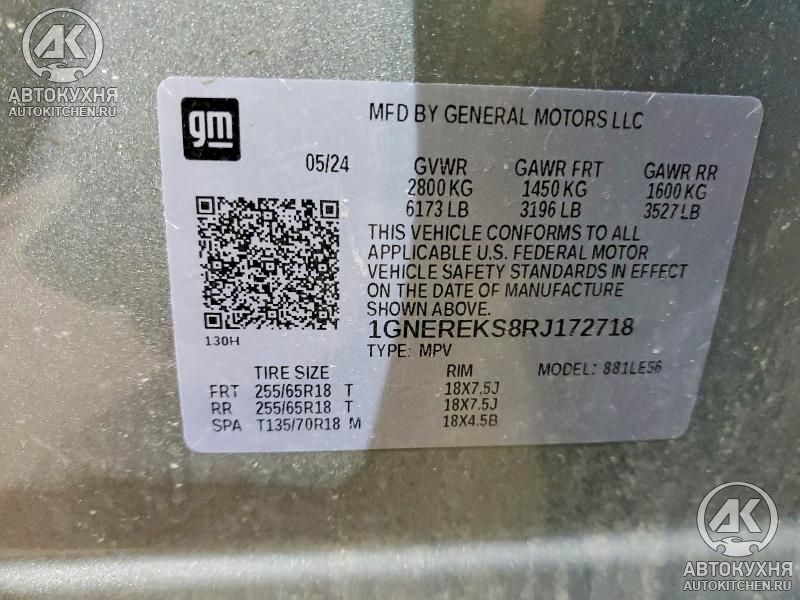 AK
АВТОКУХНЯ
AUTOKITCHEN.RU
gm
MFD BY GENERAL MOTORS LLC
05/24 GVWR GAWR FRT GAWR RR
2800 KG 1450 KG 1600 KG
6173 LB 3196 LB 3527 LB
THIS VEHICLE CONFORMS TO ALL
APPLICABLE U.S. FEDERAL MOTOR
VEHICLE SAFETY STANDARDS IN EFFECT
ON THE DATE OF MANUFACTURE
SHOWN ABOVE.
1GNEREKS8RJ172718
130H
TYPE: MPV
MODEL: 881LE56
TIRE SIZE RIM
FRT 255/65R18 T 18X7.5J
RR 255/65R18 T 18X7.5J
SPA T135/70R18 M 18X4.5B
AK
АВТОКУХНЯ
AUTOKITCHEN.RU